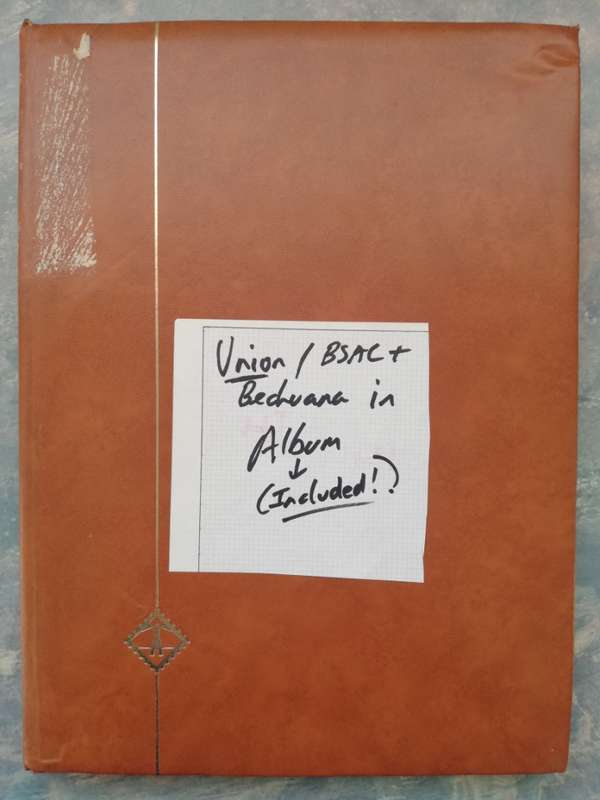 Union / BSAC +
Bechuana in
Album
↓
(Included!)